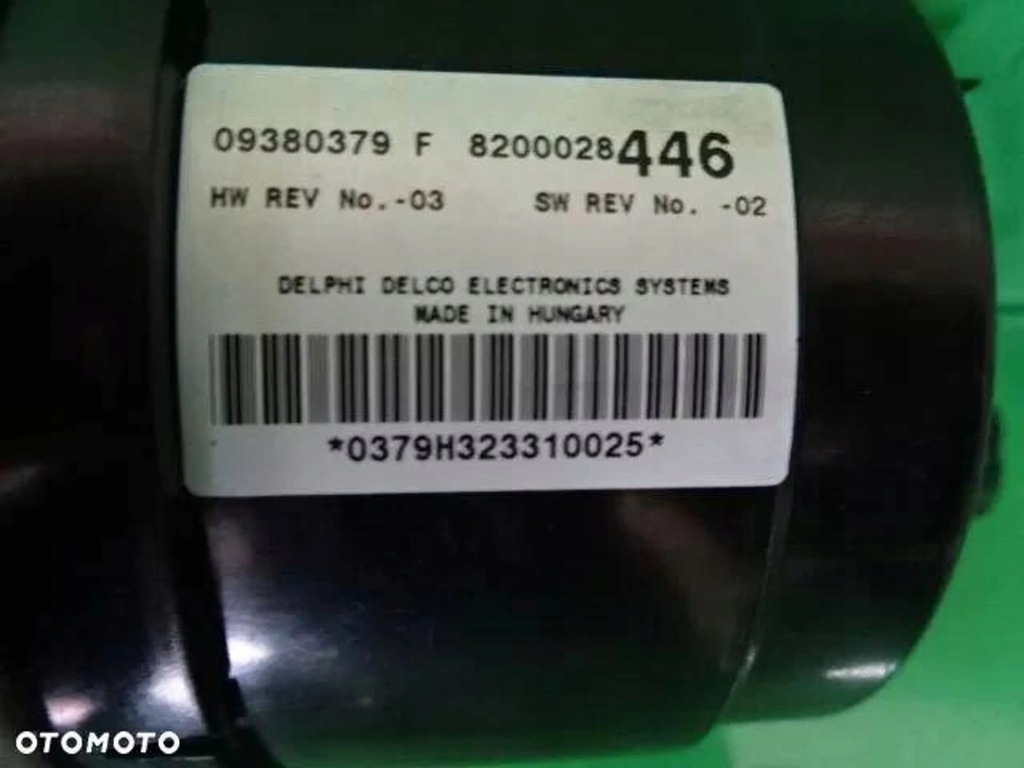 09380379 F 8200028446
HW REV No.-03 SW REV No. -02
DELPHI DELCO ELECTRONICS SYSTEMS
MADE IN HUNGARY
*0379H323310025*
OTOMOTO